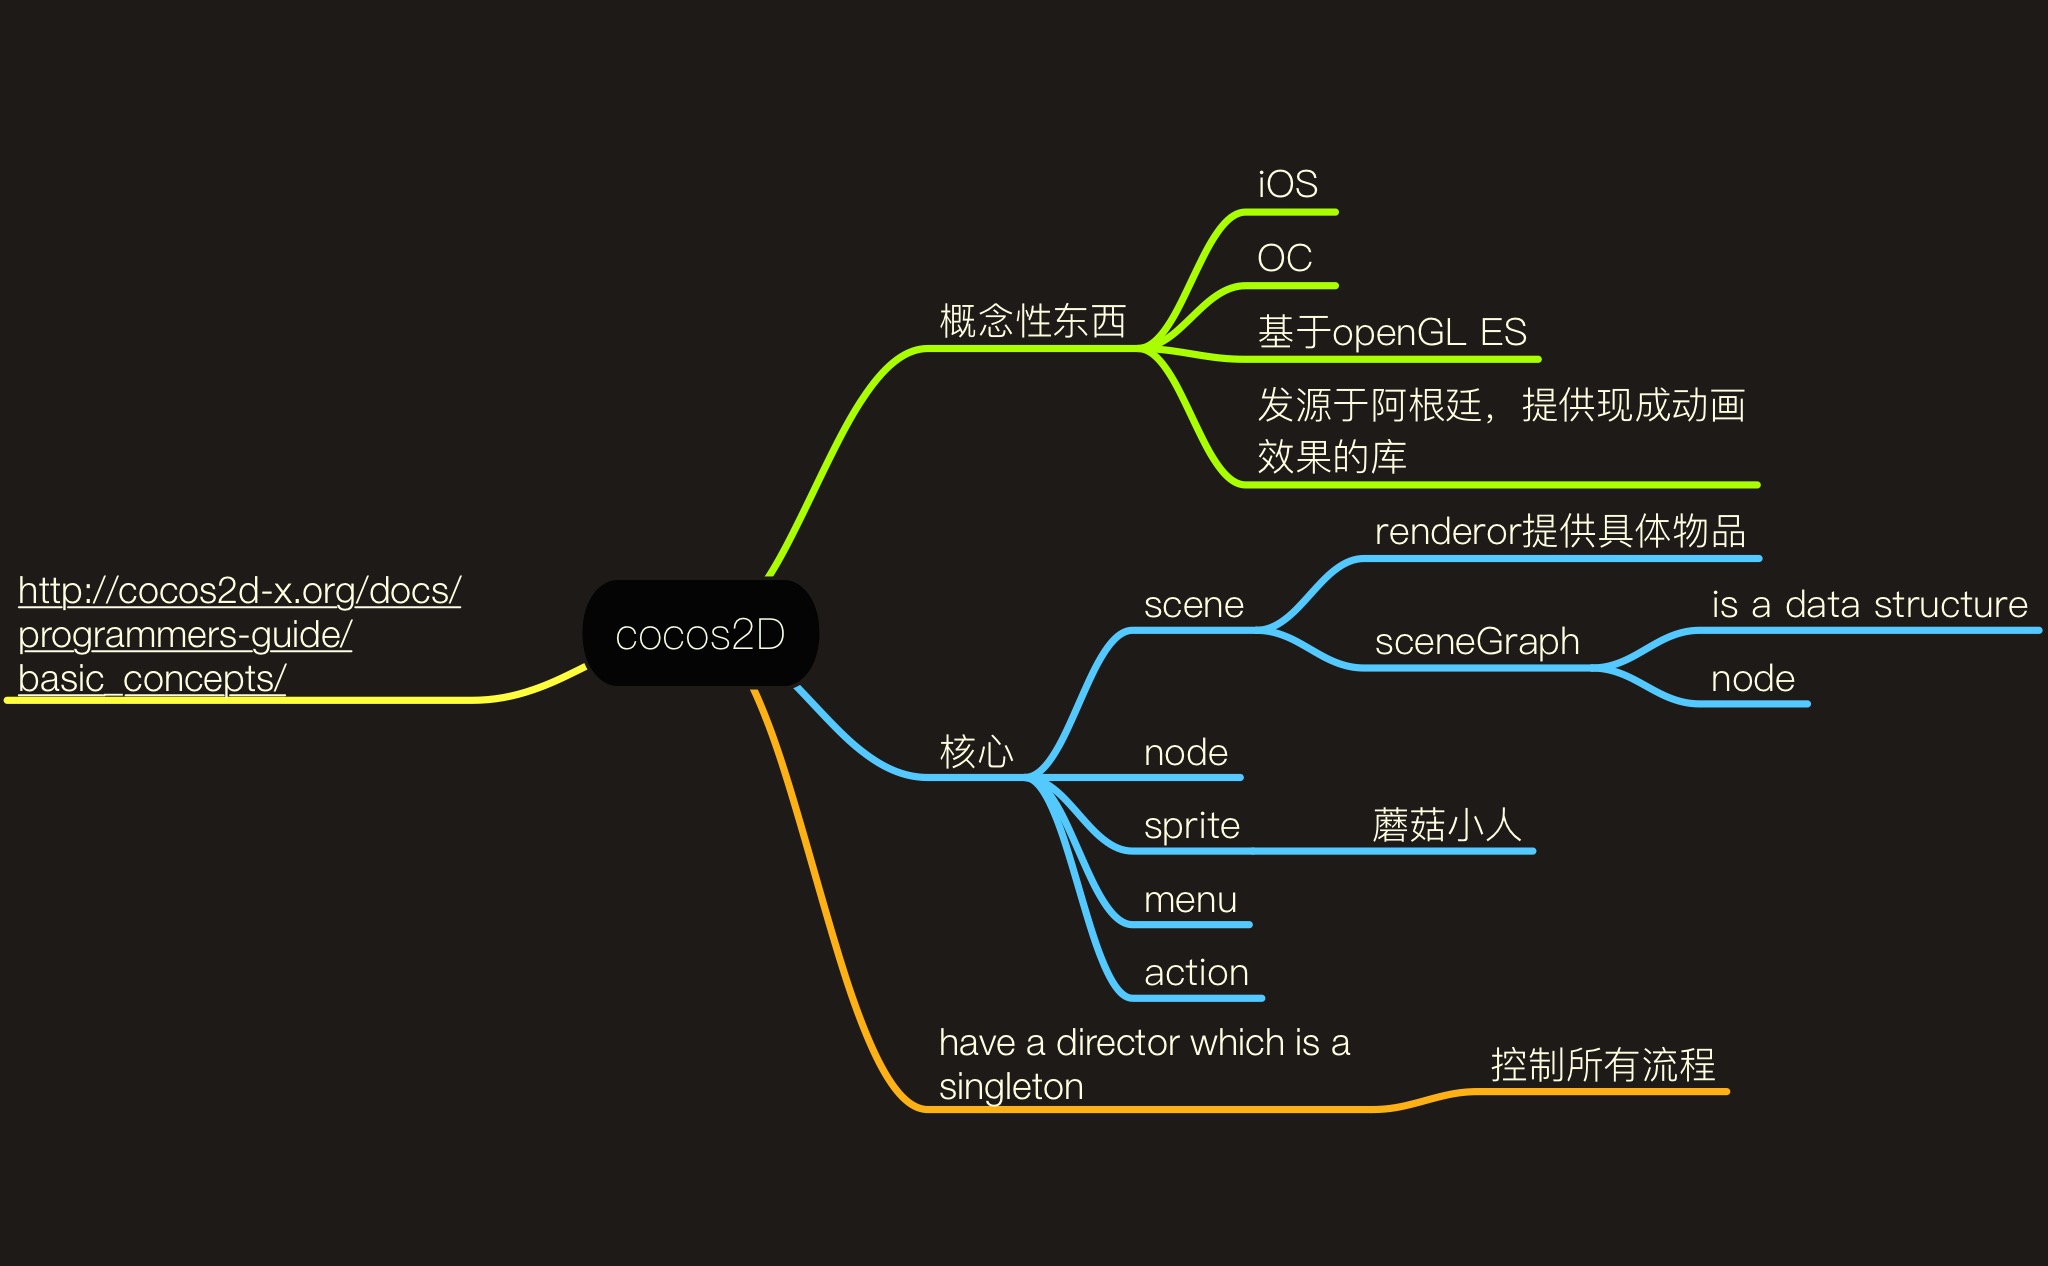 iOS
OC
概念性东西
基于openGL ES
发源于阿根廷，提供现成动画
效果的库
renderor提供具体物品
http://cocos2d-x.org/docs/
programmers-guide/
basic_concepts/
cocos2D
scene
is a data structure
sceneGraph
node
核心
node
sprite
蘑菇小人
menu
action
have a director which is a
singleton
控制所有流程